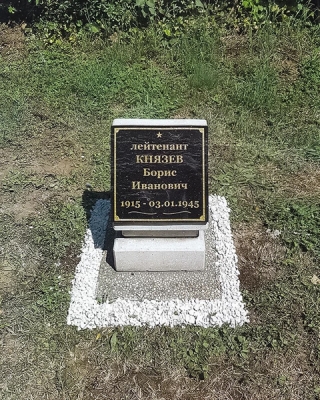 лейтенант
КНЯЗЕВ
Борис
Иванович
1915 - 03.01.1945